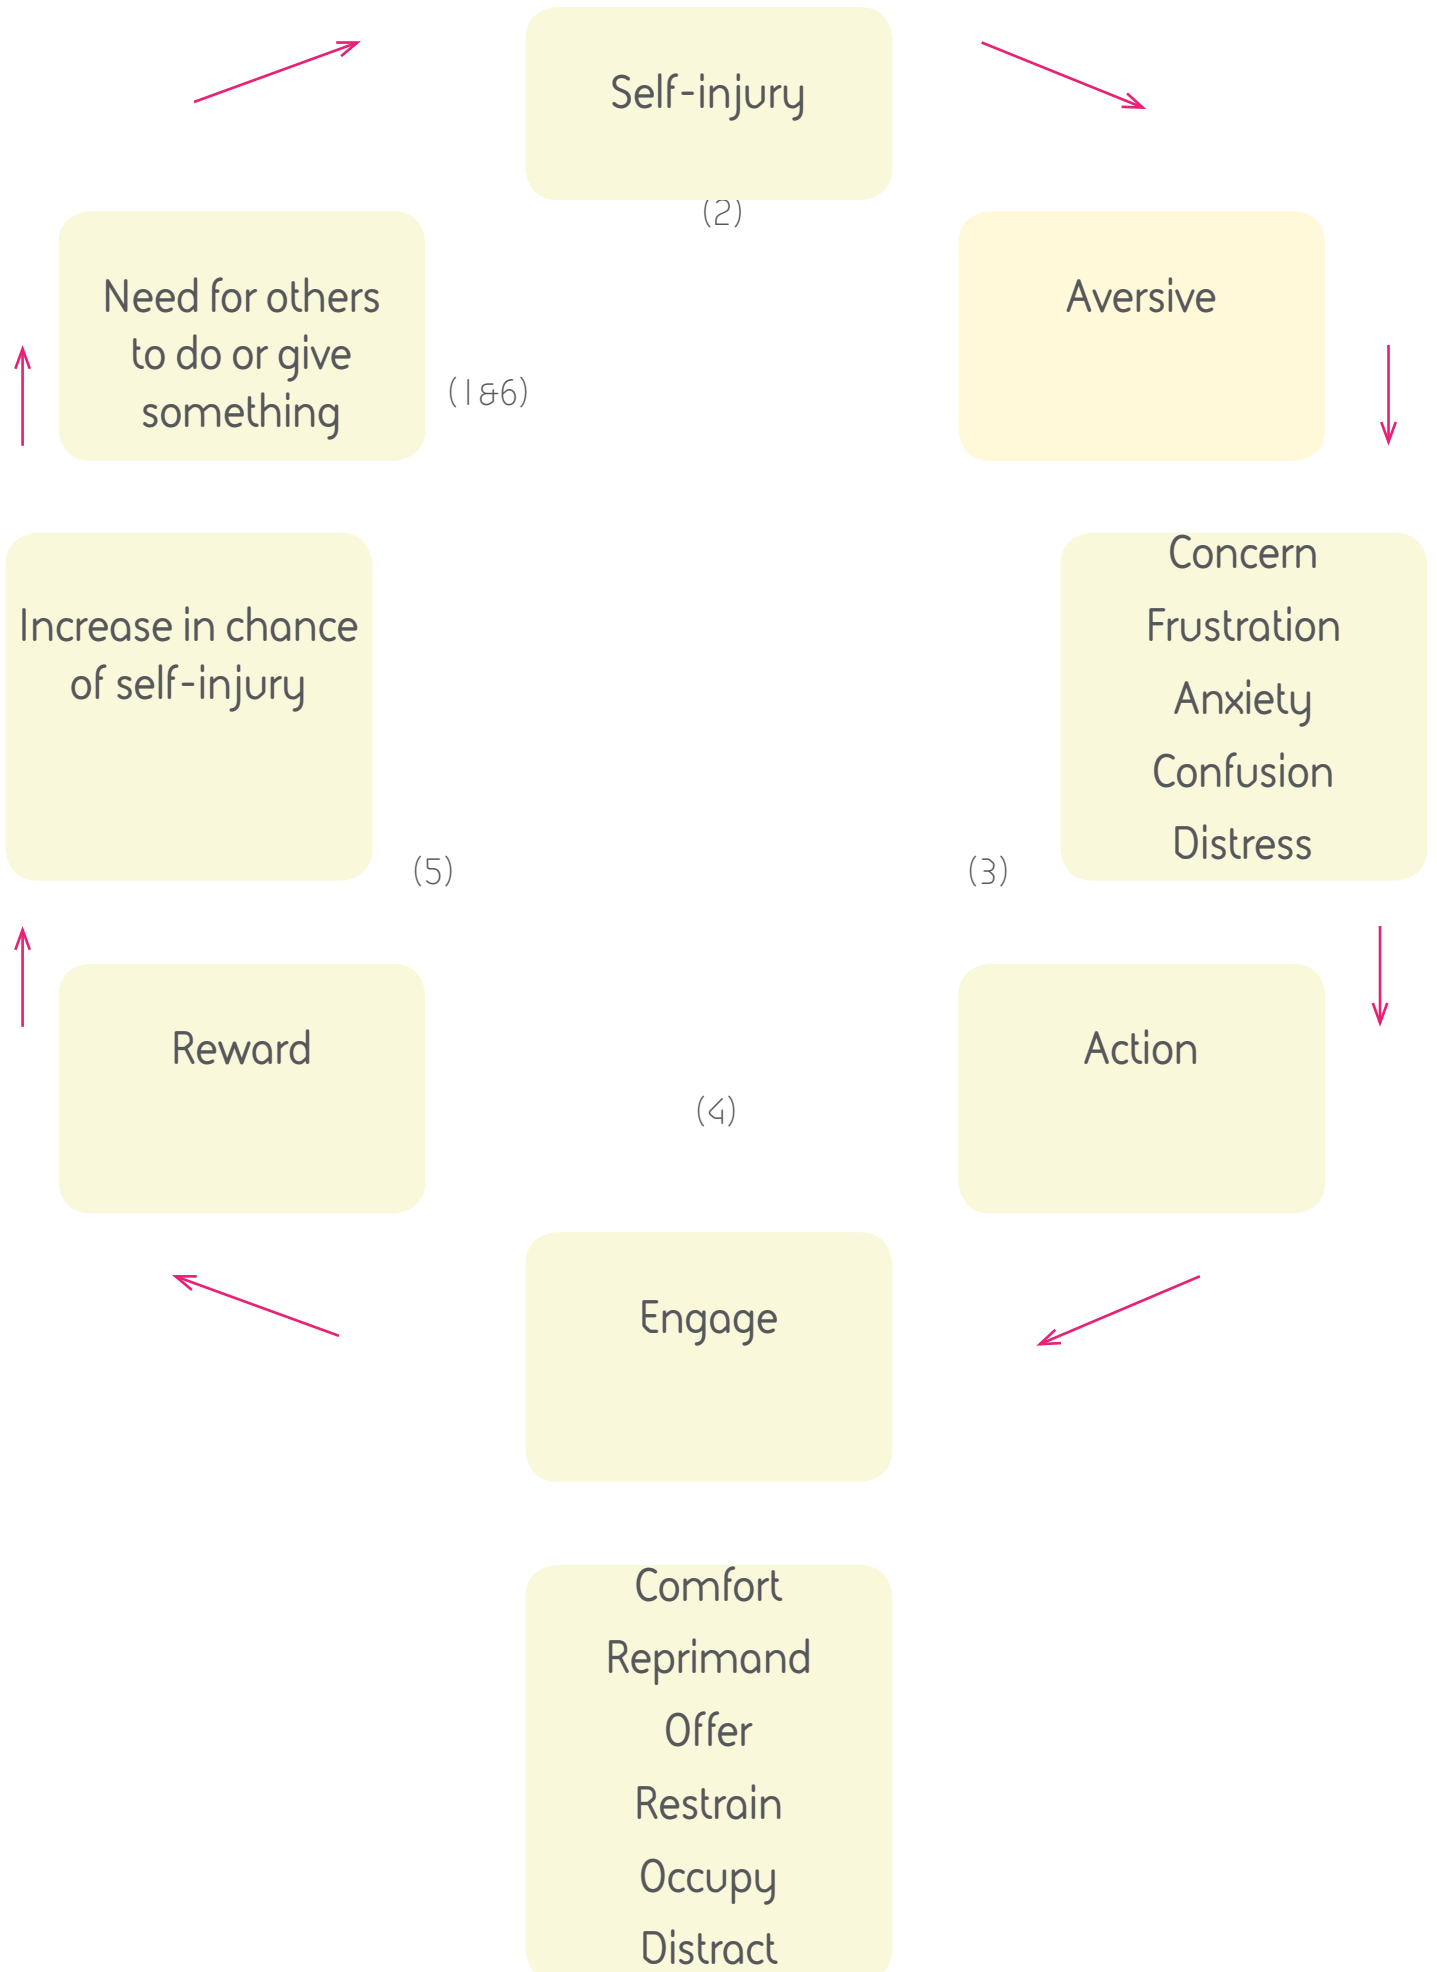 Self-injury
(2)
Need for others
to do or give
something
(1&6)
Aversive
Increase in chance
of self-injury
(5)
Concern
Frustration
Anxiety
Confusion
Distress
(3)
Reward
Action
(4)
Engage
Comfort
Reprimand
Offer
Restrain
Occupy
Distract